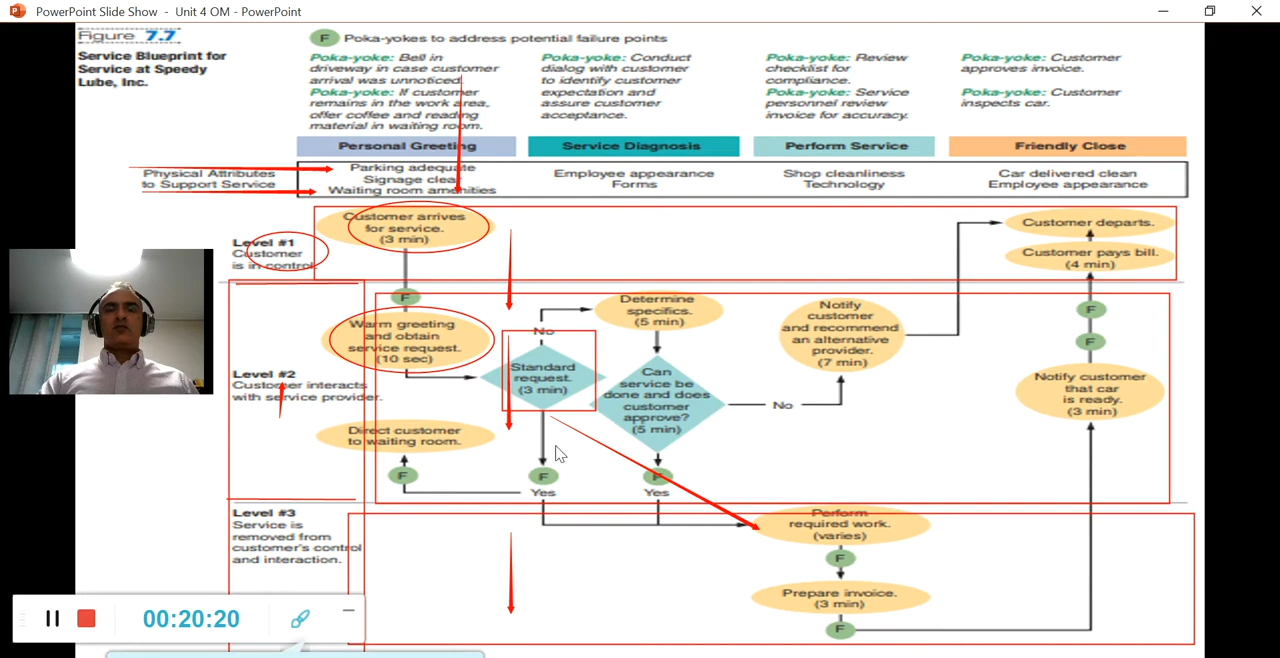 PowerPoint Slide Show - Unit 4 OM - PowerPoint
Figure 7.7
Service Blueprint for
Service at Speedy
Lube, Inc.
F Poka-yokes to address potential failure points
Poka-yoke: Bell in
driveway in case customer
arrival was unnoticed.
Poka-yoke: If customer
remains in the work area,
offer coffee and reading
material in waiting room.
Poka-yoke: Conduct
dialog with customer
to identify customer
expectation and
assure customer
acceptance.
Poka-yoke: Review
checklist for
compliance.
Poka-yoke: Service
personnel review
invoice for accuracy.
Poka-yoke: Customer
approves invoice.
Poka-yoke: Customer
inspects car.
Personal Greeting
Service Diagnosis
Perform Service
Friendly Close
Physical Attributes
to Support Service
Parking adequate
Signage clear
Waiting room amenities
Employee appearance
Forms
Shop cleanliness
Technology
Car delivered clean
Employee appearance
Level #1
Customer
is in control.
Customer arrives
for service.
(3 min)
Customer departs.
Customer pays bill.
(4 min)
F
Level #2
Customer interacts
with service provider.
Warm greeting
and obtain
service request.
(10 sec)
No
Standard
request.
(3 min)
Determine
specifics.
(5 min)
Can
service be
done and does
customer
approve?
(5 min)
No
Notify
customer
and recommend
an alternative
provider.
(7 min)
F
F
Notify customer
that car
is ready.
(3 min)
Direct customer
to waiting room.
F
F
Yes
F
Yes
Level #3
Service is
removed from
customer's control
and interaction.
Perform
required work.
(varies)
F
Prepare invoice.
(3 min)
F
00:20:20